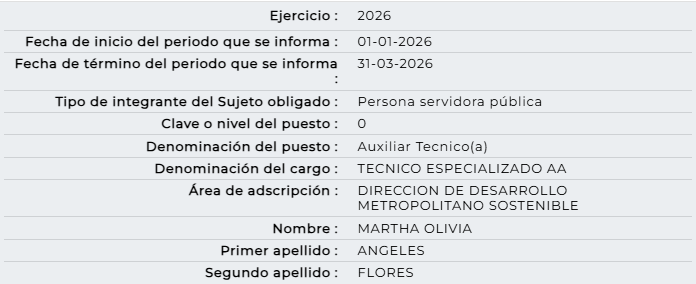 Ejercicio : 2026
Fecha de inicio del periodo que se informa : 01-01-2026
Fecha de término del periodo que se informa : 31-03-2026
Tipo de integrante del Sujeto obligado : Persona servidora pública
Clave o nivel del puesto : 0
Denominación del puesto : Auxiliar Tecnico(a)
Denominación del cargo : TECNICO ESPECIALIZADO AA
Área de adscripción : DIRECCION DE DESARROLLO
METROPOLITANO SOSTENIBLE
Nombre : MARTHA OLIVIA
Primer apellido : ANGELES
Segundo apellido : FLORES